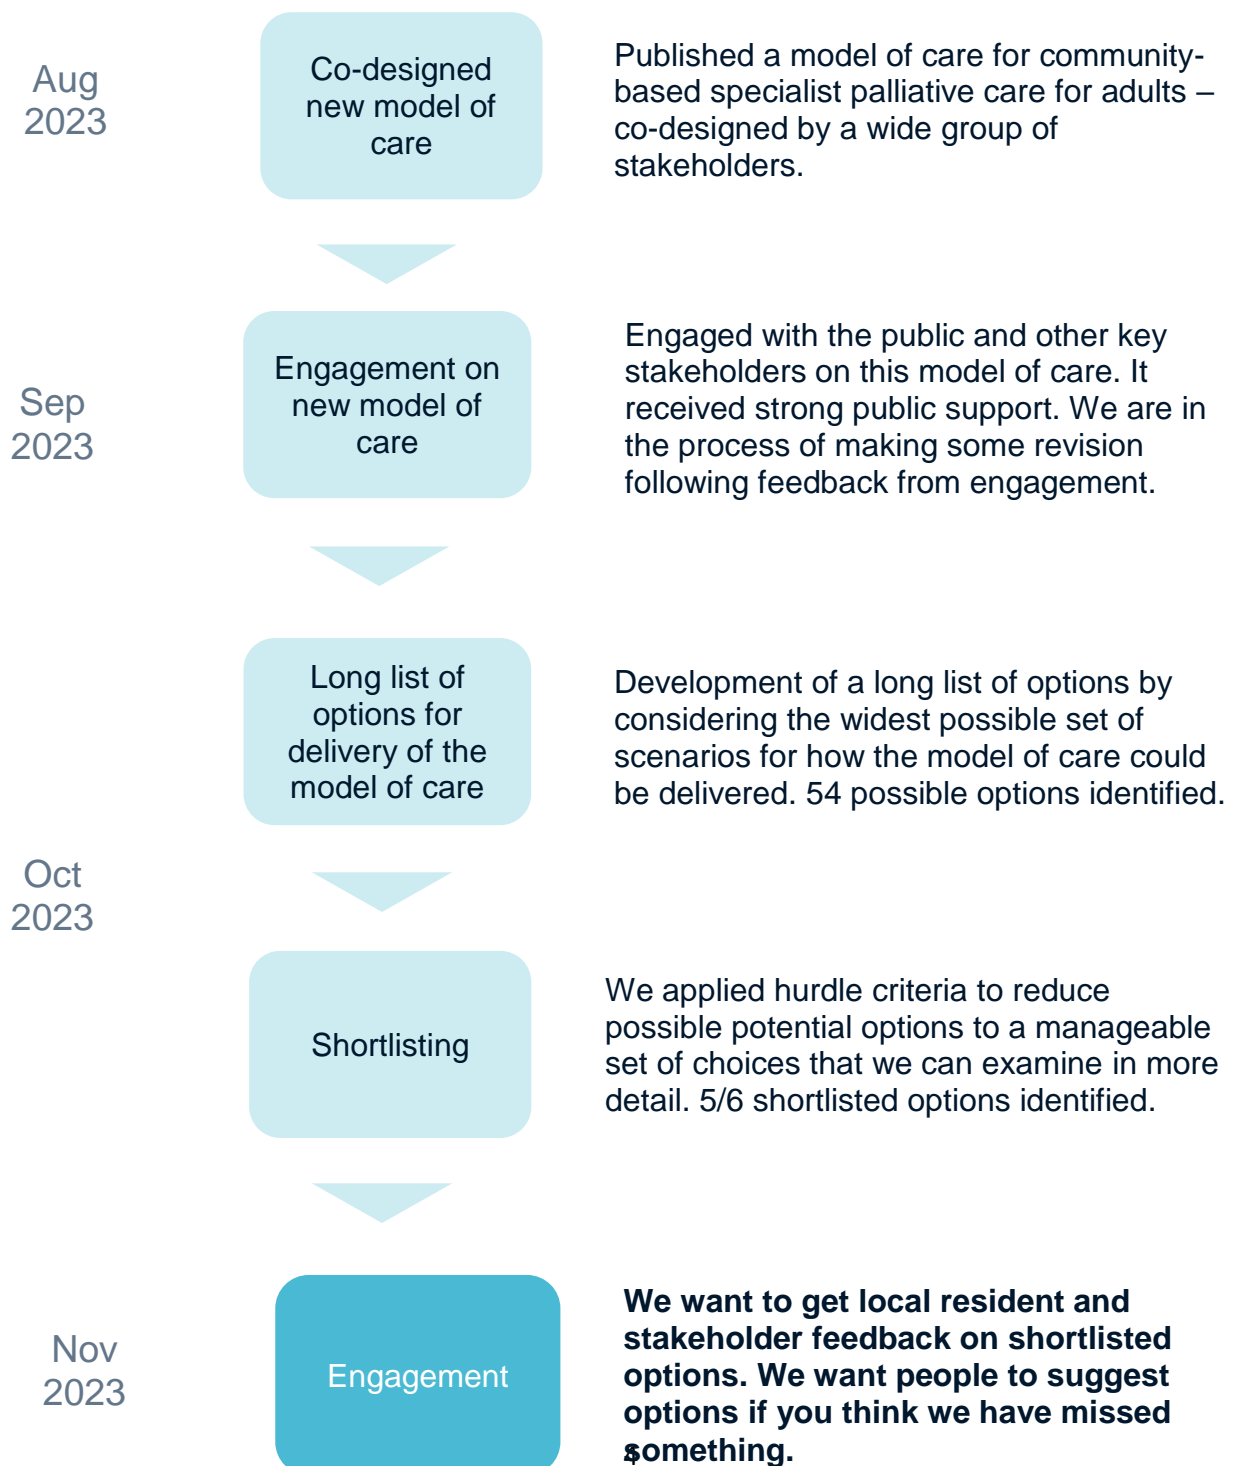 Aug
2023
Co-designed
new model of
care
Published a model of care for community-
based specialist palliative care for adults –
co-designed by a wide group of
stakeholders.
Sep
2023
Engagement on
new model of
care
Engaged with the public and other key
stakeholders on this model of care. It
received strong public support. We are in
the process of making some revision
following feedback from engagement.
Long list of
options for
delivery of the
model of care
Development of a long list of options by
considering the widest possible set of
scenarios for how the model of care could
be delivered. 54 possible options identified.
Oct
2023
Shortlisting
We applied hurdle criteria to reduce
possible potential options to a manageable
set of choices that we can examine in more
detail. 5/6 shortlisted options identified.
Nov
2023
Engagement
We want to get local resident and
stakeholder feedback on shortlisted
options. We want people to suggest
options if you think we have missed
something.
4